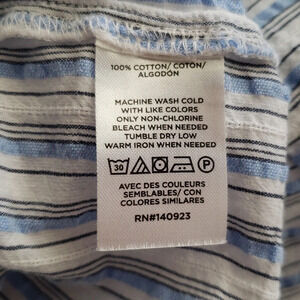 100% COTTON/ COTON/
ALGODÓN
MACHINE WASH COLD
WITH LIKE COLORS
ONLY NON-CHLORINE
BLEACH WHEN NEEDED
TUMBLE DRY LOW
WARM IRON WHEN NEEDED
30 P
AVEC DES COULEURS
SEMBLABLES/ CON
COLORES SIMILARES
RN#140923